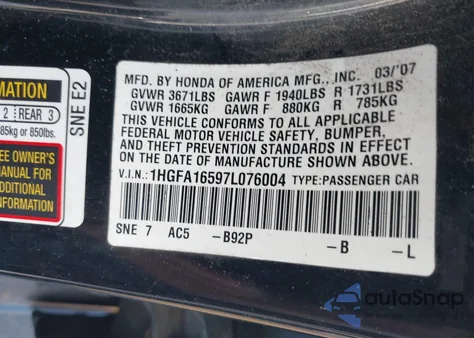 MATION
2 REAR 3
85kg or 850lbs.
EE OWNER'S
MANUAL FOR
ADDITIONAL
INFORMATION
SNE E2
MFD. BY HONDA OF AMERICA MFG., INC. 03/'07
GVWR 3671LBS GAWR F 1940LBS R 1731LBS
GVWR 1665KG GAWR F 880KG R 785KG
THIS VEHICLE CONFORMS TO ALL APPLICABLE
FEDERAL MOTOR VEHICLE SAFETY, BUMPER,
AND THEFT PREVENTION STANDARDS IN EFFECT
ON THE DATE OF MANUFACTURE SHOWN ABOVE.
V.I.N.: 1HGFA16597L076004 TYPE:PASSENGER CAR
SNE 7 AC5 -B92P -B -L
autoSnap